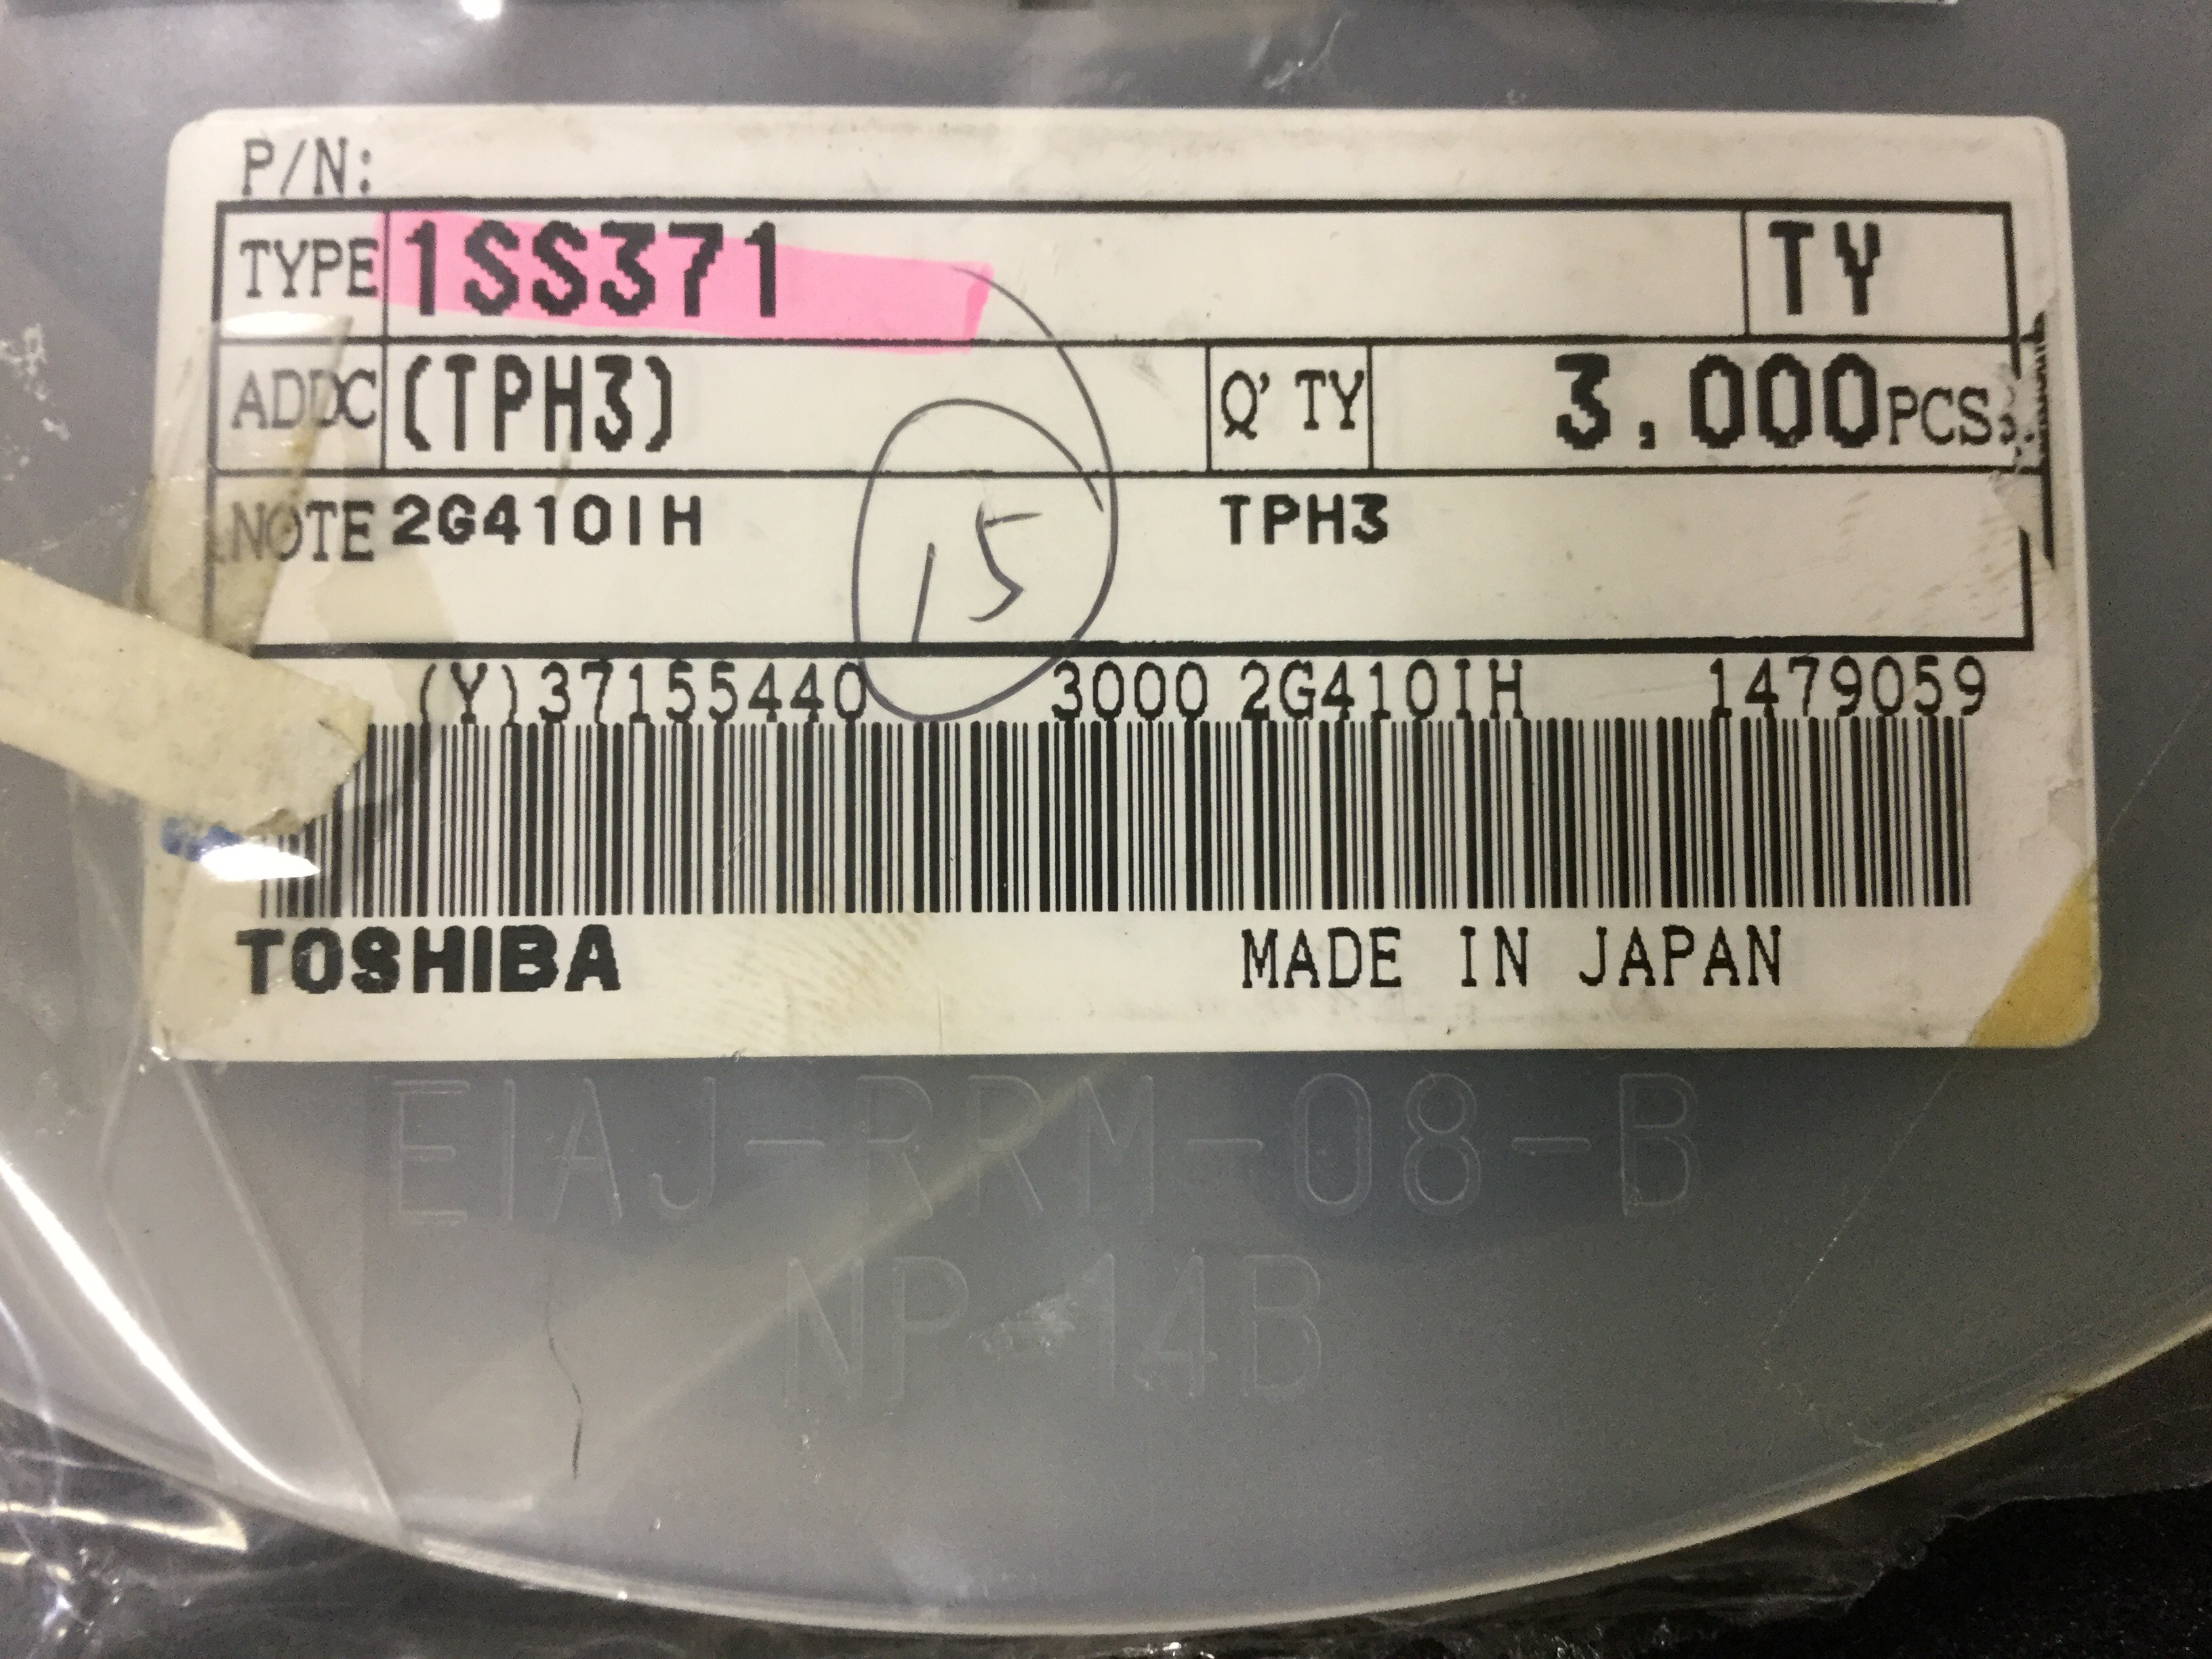 P/N:
TYPE 1SS371 TY
ADDC (TPH3) Q'TY 3.000PCS.
NOTE 2G410IH TPH3
15
(Y)37155440 3000 2G410IH 1479059
TOSHIBA MADE IN JAPAN
EIAJ-RRM-08-B
NP-14B